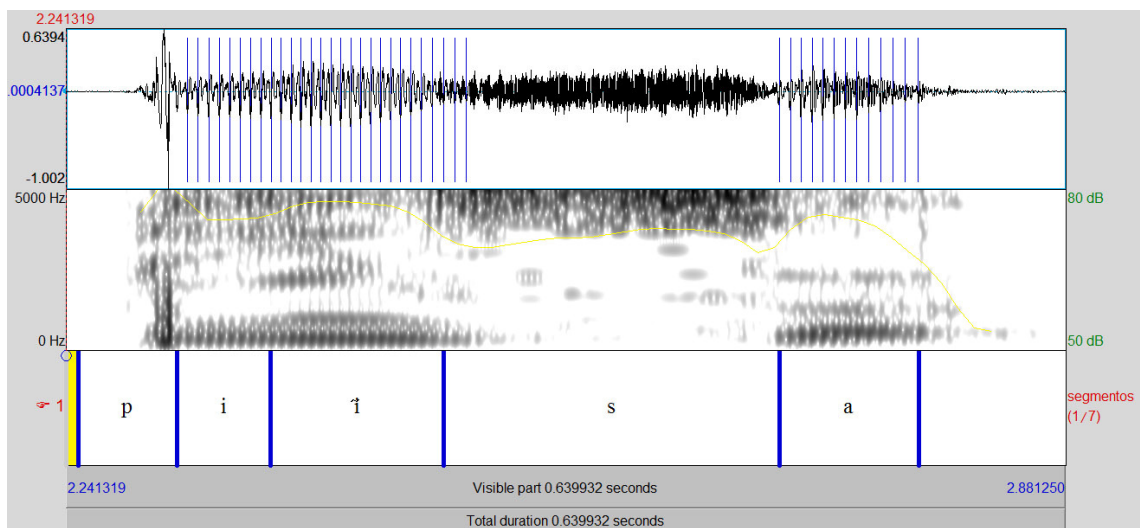 2.241319
0.6394
.0004137
-1.002
5000 Hz
80 dB
0 Hz
50 dB
☞ 1
p i ĩ s a
segmentos
(1/7)
2.241319 Visible part 0.639932 seconds 2.881250
Total duration 0.639932 seconds